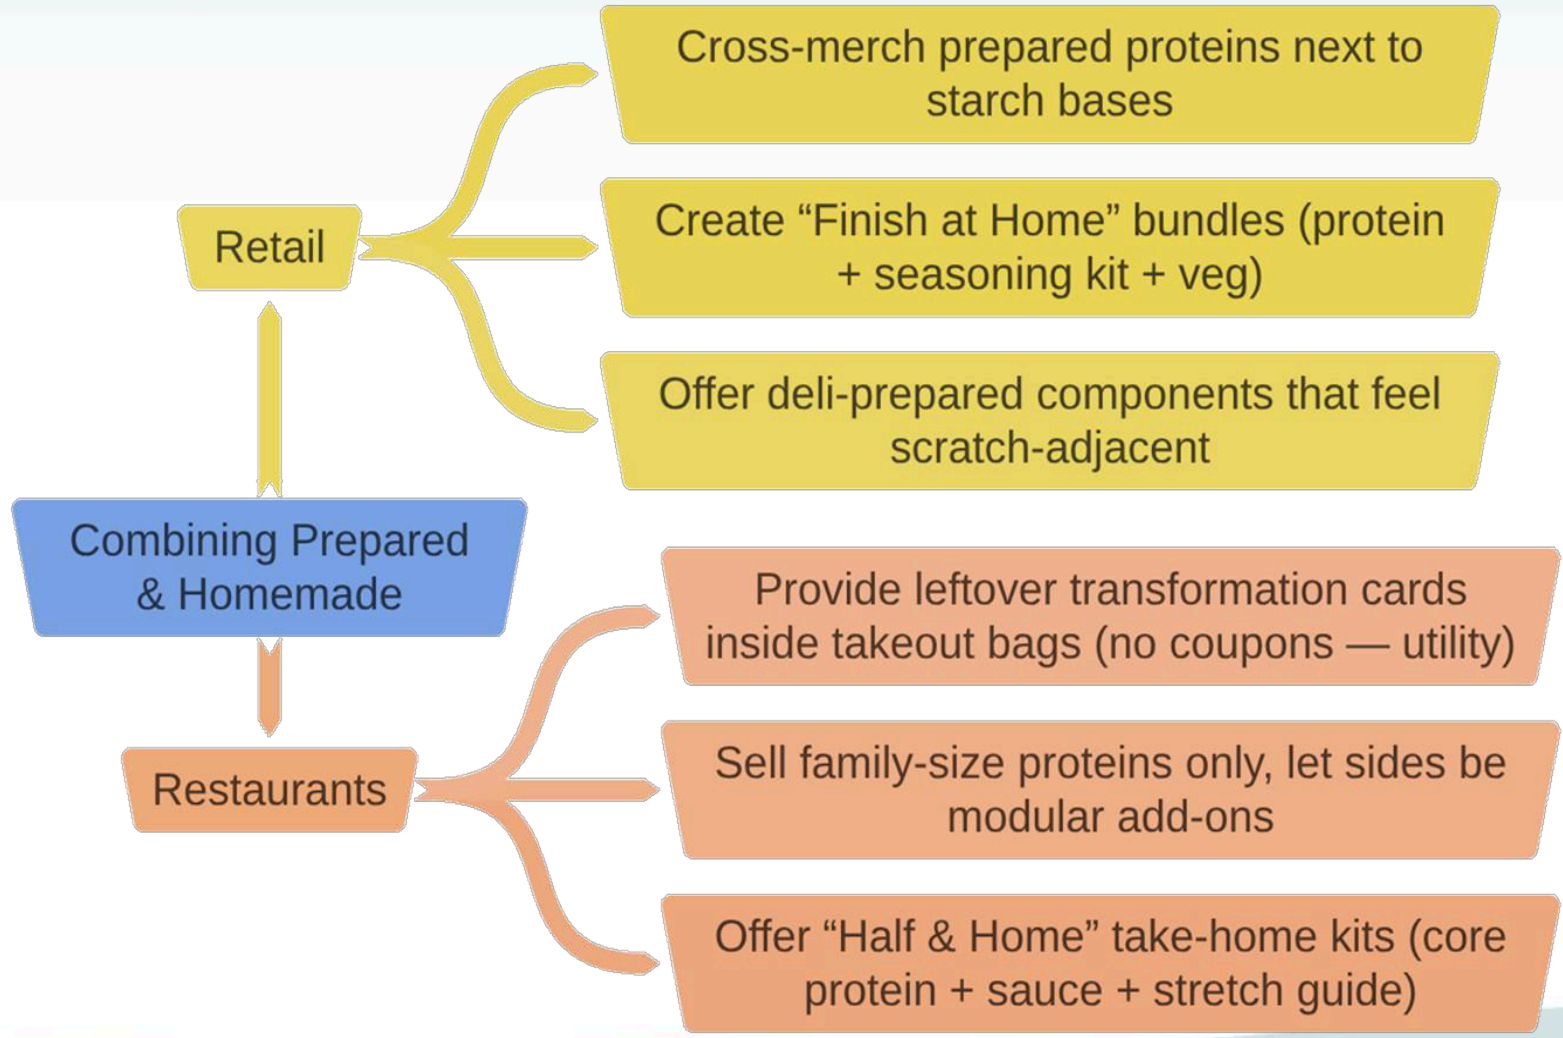 Cross-merch prepared proteins next to
starch bases
Create “Finish at Home” bundles (protein
+ seasoning kit + veg)
Offer deli-prepared components that feel
scratch-adjacent
Retail
Combining Prepared
& Homemade
Provide leftover transformation cards
inside takeout bags (no coupons — utility)
Sell family-size proteins only, let sides be
modular add-ons
Offer “Half & Home” take-home kits (core
protein + sauce + stretch guide)
Restaurants